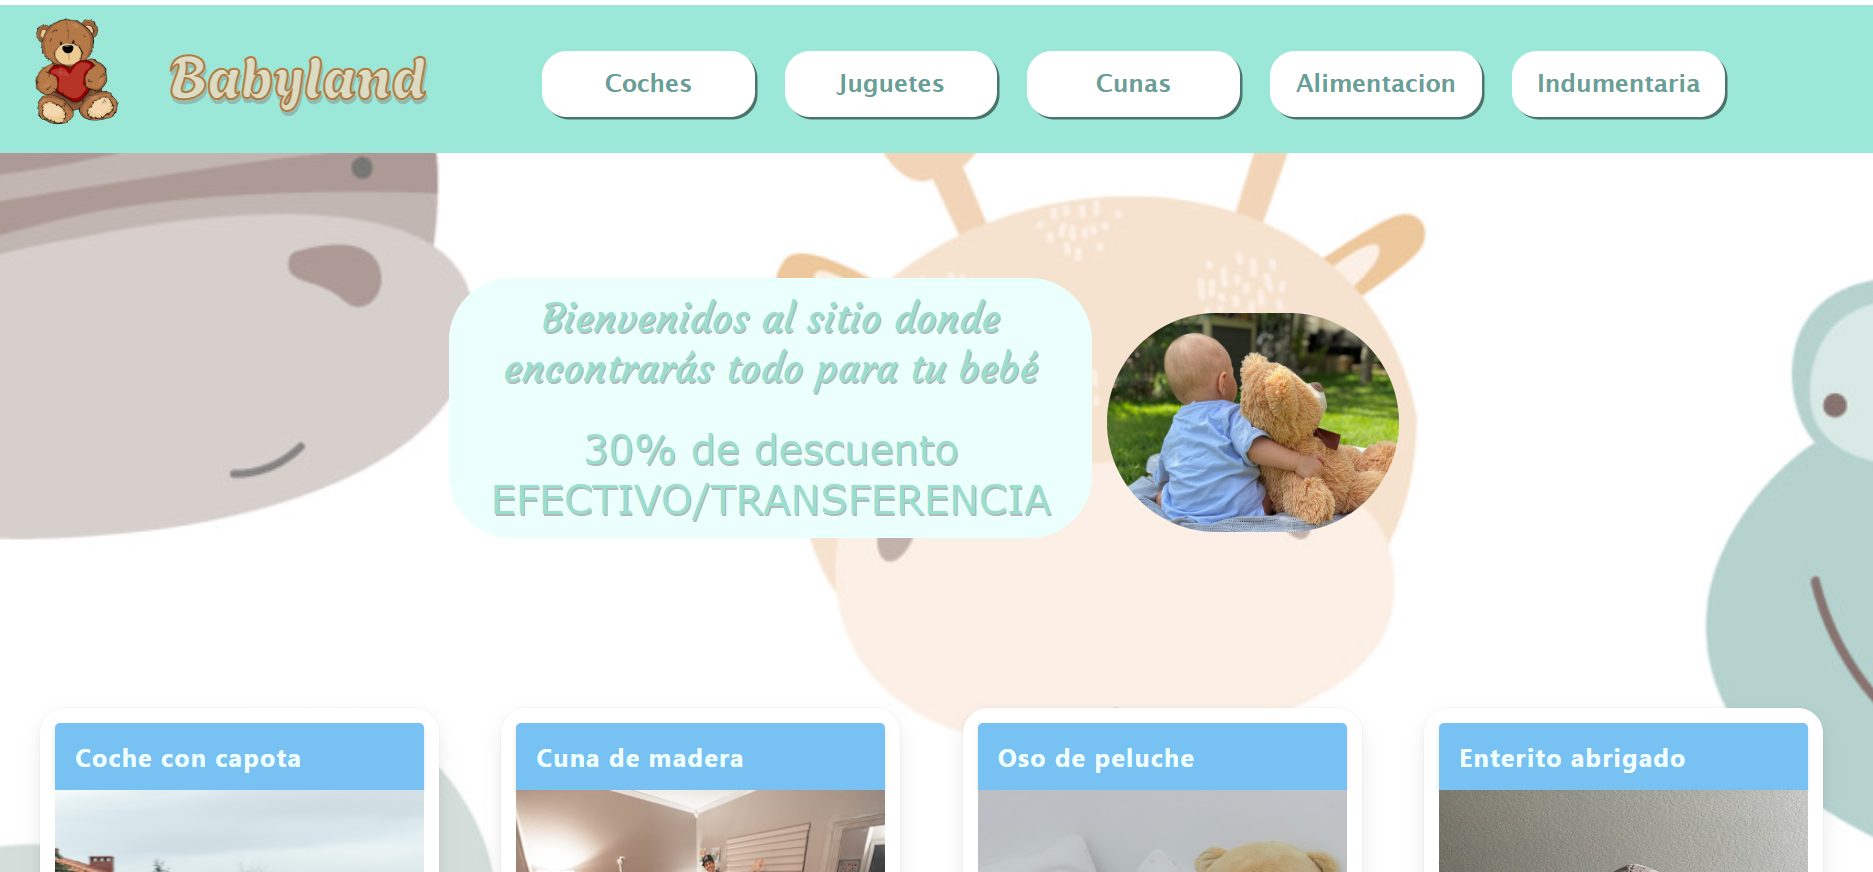 Babyland
Coches
Juguetes
Cunas
Alimentacion
Indumentaria
Bienvenidos al sitio donde
encontrarás todo para tu bebé
30% de descuento
EFECTIVO/TRANSFERENCIA
Coche con capota
Cuna de madera
Oso de peluche
Enterito abrigado